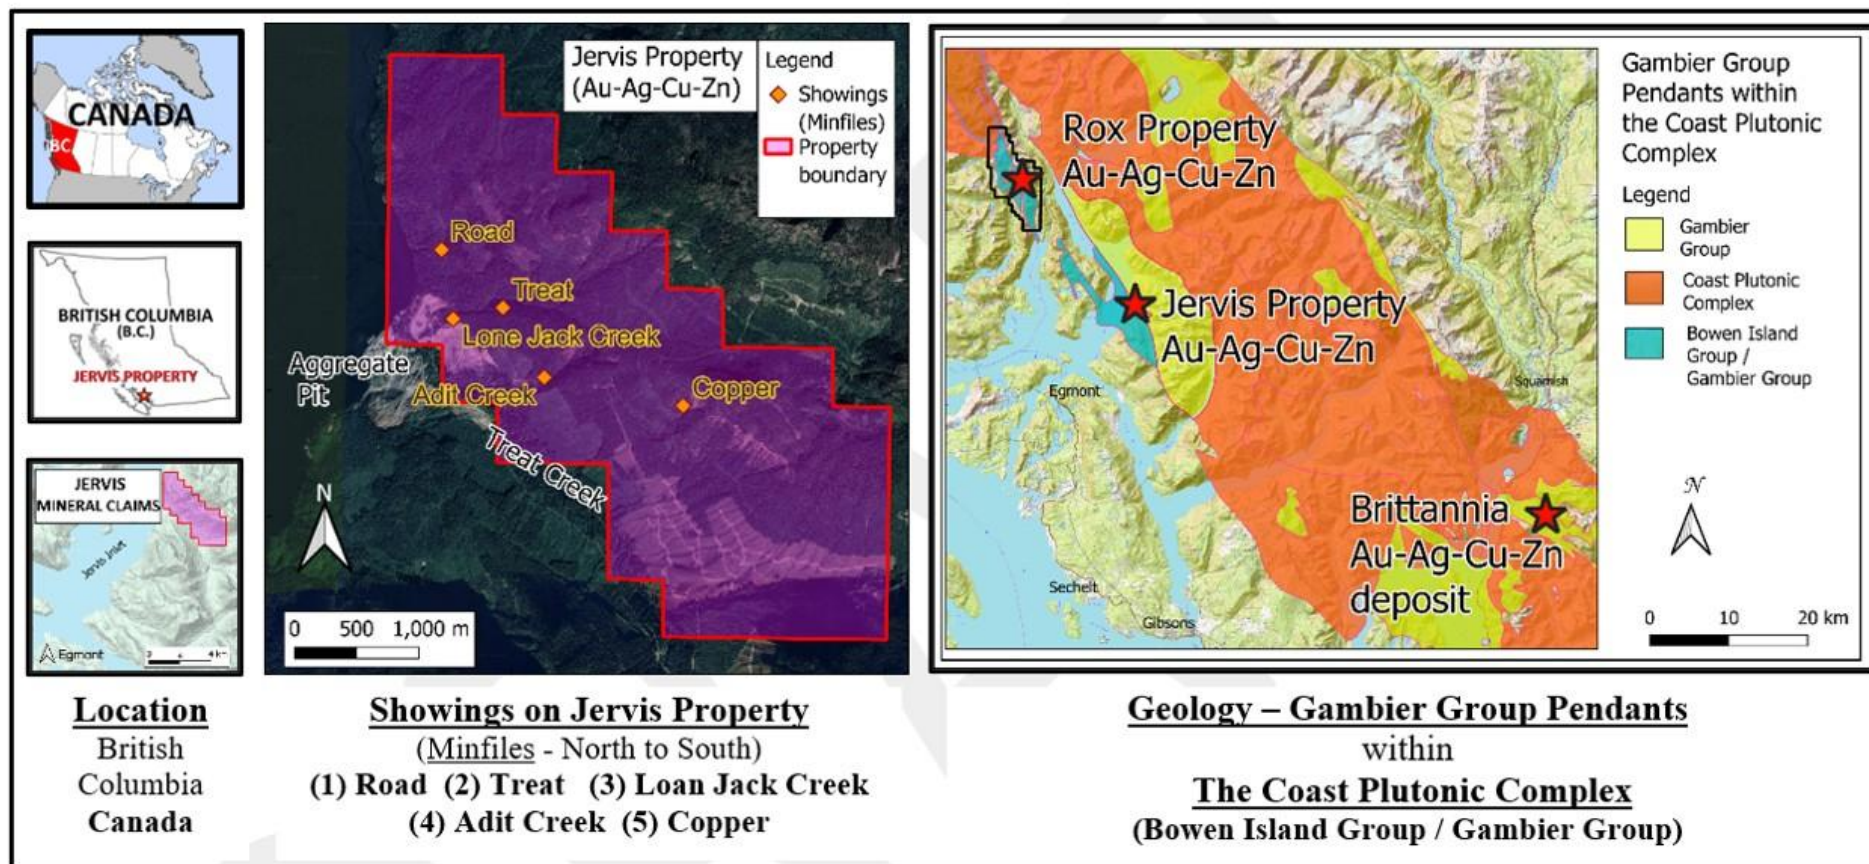 CANADA
BC
BRITISH COLUMBIA
(B.C.)
JERVIS PROPERTY
JERVIS
MINERAL CLAIMS
Jervis Inlet
Egmont
0 4 km
Location
British
Columbia
Canada
Jervis Property
(Au-Ag-Cu-Zn)
Legend
Showings
(Minfiles)
Property
boundary
Road
Treat
Lone Jack Creek
Aggregate
Pit
Adit Creek
Copper
Treat Creek
N
0 500 1,000 m
Showings on Jervis Property
(Minfiles - North to South)
(1) Road (2) Treat (3) Loan Jack Creek
(4) Adit Creek (5) Copper
Rox Property
Au-Ag-Cu-Zn
Jervis Property
Au-Ag-Cu-Zn
Egmont
Squamish
Brittannia
Au-Ag-Cu-Zn
deposit
Sechelt
Gibsons
Gambier Group
Pendants within
the Coast Plutonic
Complex
Legend
Gambier
Group
Coast Plutonic
Complex
Bowen Island
Group /
Gambier Group
N
0 10 20 km
Geology – Gambier Group Pendants
within
The Coast Plutonic Complex
(Bowen Island Group / Gambier Group)